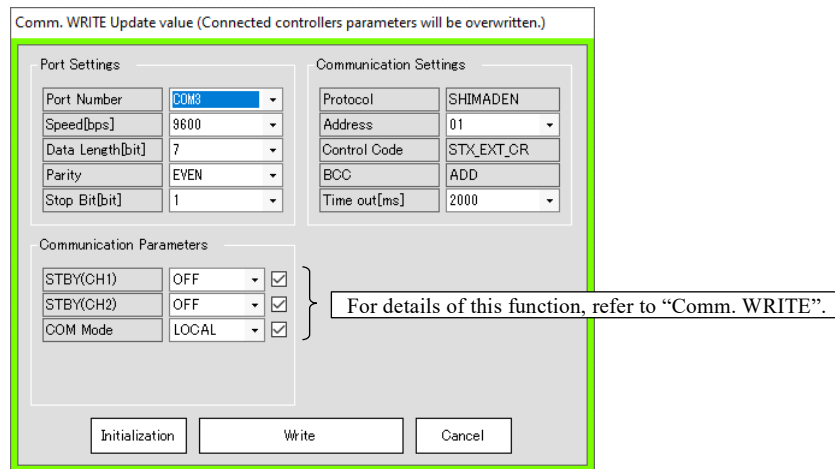 Comm. WRITE Update value (Connected controllers parameters will be overwritten.)
Port Settings
Port Number COM3
Speed[bps] 9600
Data Length[bit] 7
Parity EVEN
Stop Bit[bit] 1
Communication Settings
Protocol SHIMADEN
Address 01
Control Code STX_EXT_CR
BCC ADD
Time out[ms] 2000
Communication Parameters
STBY(CH1) OFF
STBY(CH2) OFF
COM Mode LOCAL
For details of this function, refer to “Comm. WRITE”.
Initialization Write Cancel